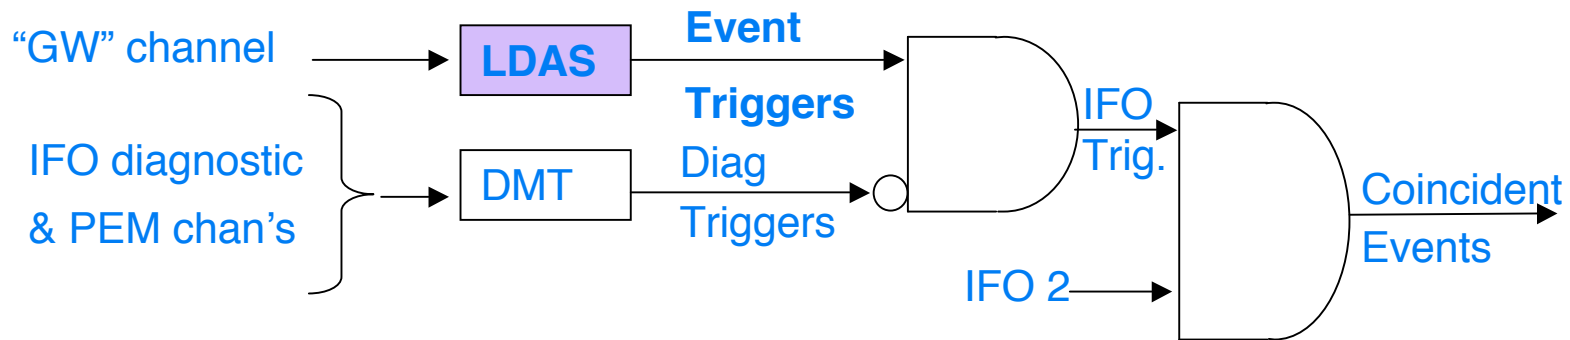 “GW” channel
LDAS
Event
Triggers
IFO diagnostic
& PEM chan’s
DMT
Diag
Triggers
IFO
Trig.
IFO 2
Coincident
Events